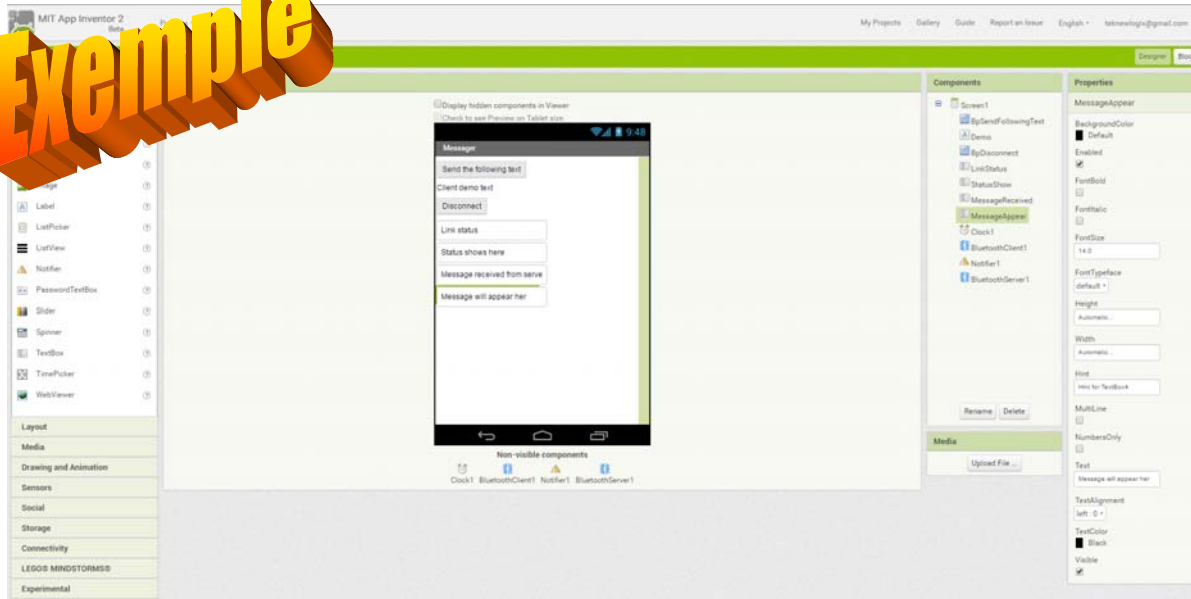 MIT App Inventor 2
Beta
My Projects
Gallery
Guide
Report an Issue
English
teknewlogix@gmail.com
Exemple
Designer
Bloc
Image
Label
ListPicker
ListView
Notifier
PasswordTextBox
Slider
Spinner
TextBox
TimePicker
WebViewer
Layout
Media
Drawing and Animation
Sensors
Social
Storage
Connectivity
LEGO® MINDSTORMS®
Experimental
Display hidden components in Viewer
Check to see Preview on Tablet size.
9:48
Messager
Send the following text
Client demo text
Disconnect
Link status
Status shows here
Message received from serve
Message will appear her
Non-visible components
Clock1 BluetoothClient1 Notifier1 BluetoothServer1
Components
Screen1
BpSendFollowingText
Demo
BpDisconnect
LinkStatus
StatusShow
MessageReceived
MessageAppear
Clock1
BluetoothClient1
Notifier1
BluetoothServer1
Rename Delete
Media
Upload File ...
Properties
MessageAppear
BackgroundColor
Default
Enabled
FontBold
FontItalic
FontSize
14.0
FontTypeface
default
Height
Automatic...
Width
Automatic...
Hint
Hint for TextBox4
MultiLine
NumbersOnly
Text
Message will appear her
TextAlignment
left : 0
TextColor
Black
Visible